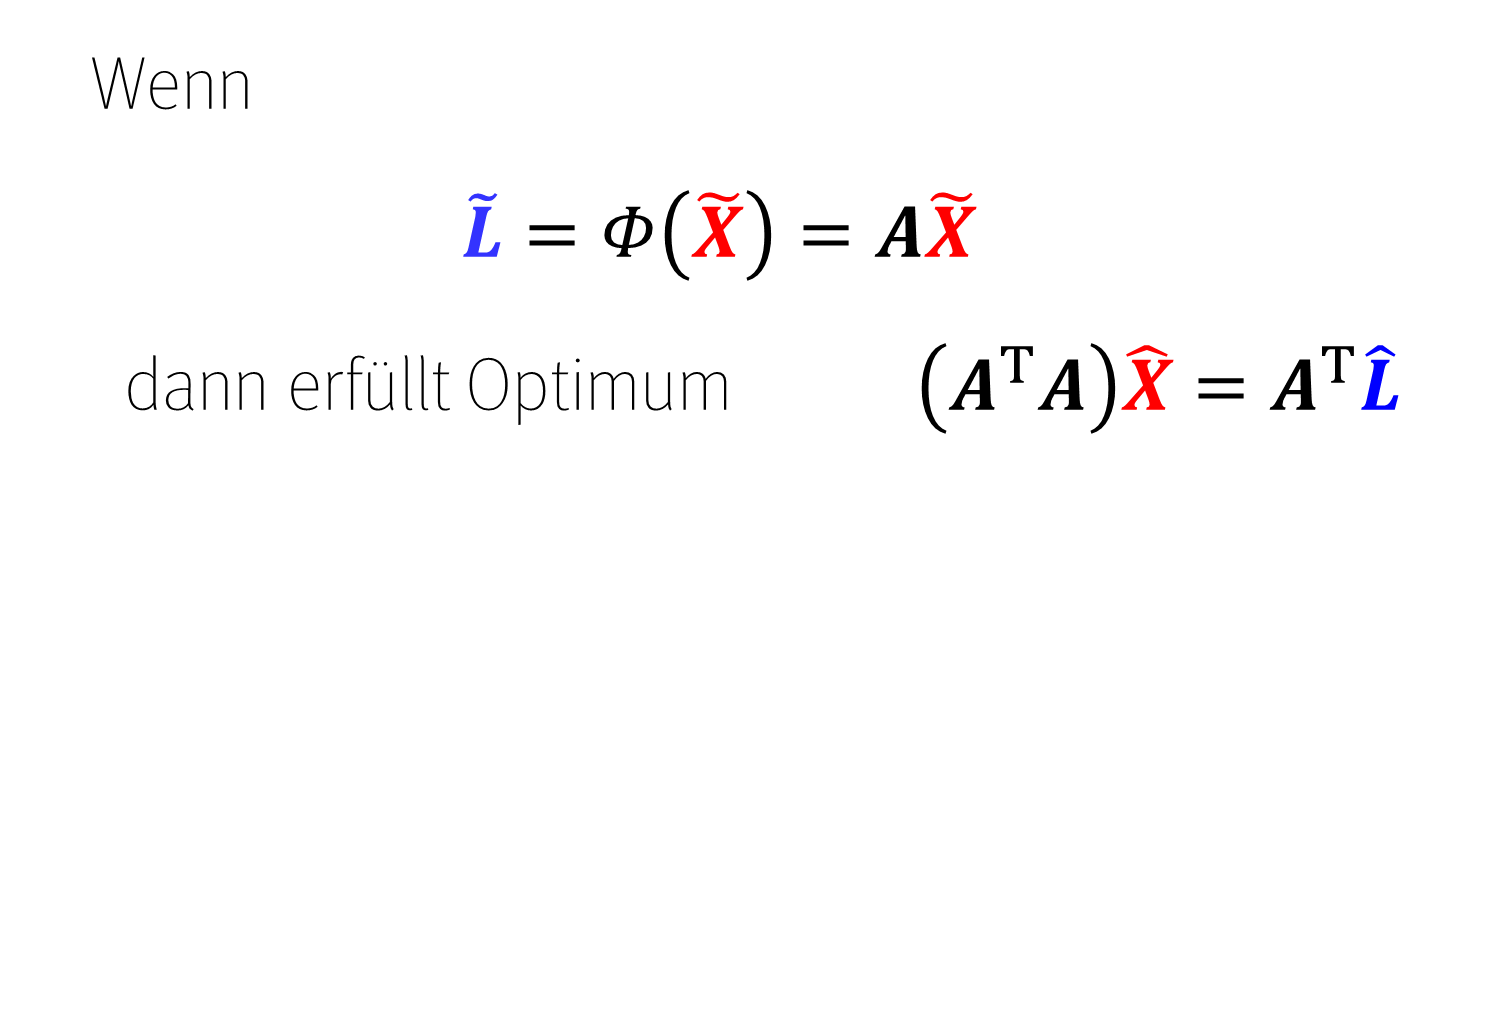 Wenn
L̃ = Φ(X̃) = AX̃
dann erfüllt Optimum (AᵀA)X̂ = AᵀL̂